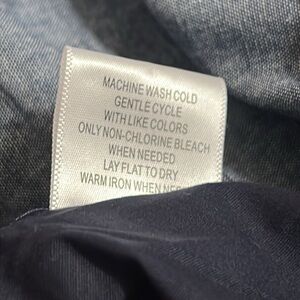 MACHINE WASH COLD
GENTLE CYCLE
WITH LIKE COLORS
ONLY NON-CHLORINE BLEACH
WHEN NEEDED
LAY FLAT TO DRY
WARM IRON WHEN